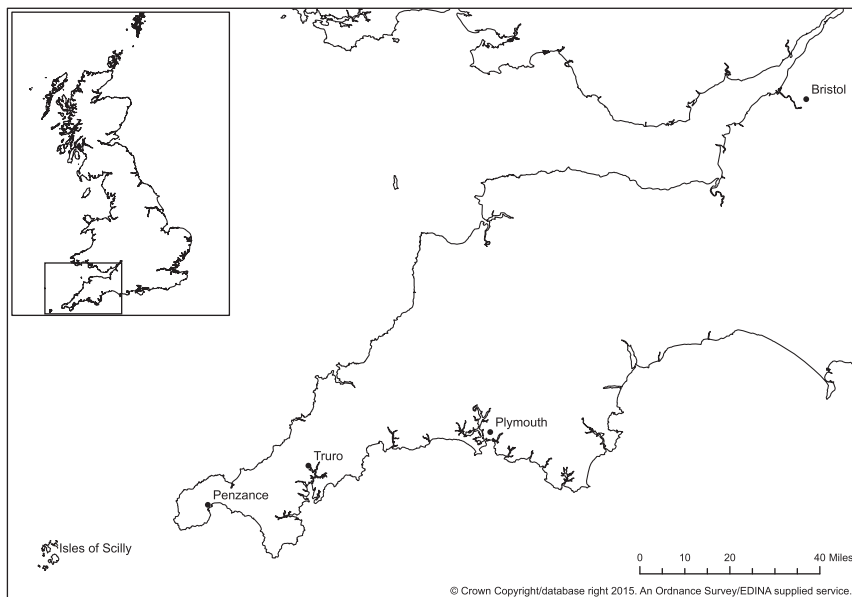 Bristol
Plymouth
Truro
Penzance
Isles of Scilly
0 10 20 40 Miles
© Crown Copyright/database right 2015. An Ordnance Survey/EDINA supplied service.